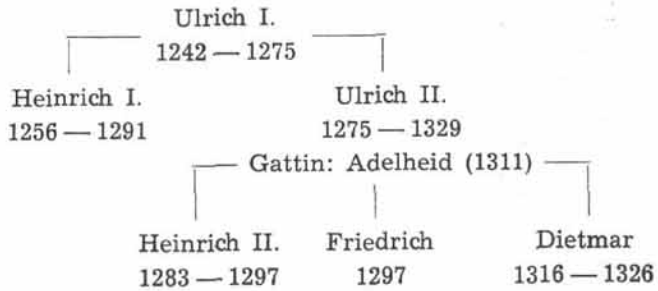 Ulrich I.
1242 — 1275
Heinrich I. Ulrich II.
1256 — 1291 1275 — 1329
Gattin: Adelheid (1311)
Heinrich II. Friedrich Dietmar
1283 — 1297 1297 1316 — 1326